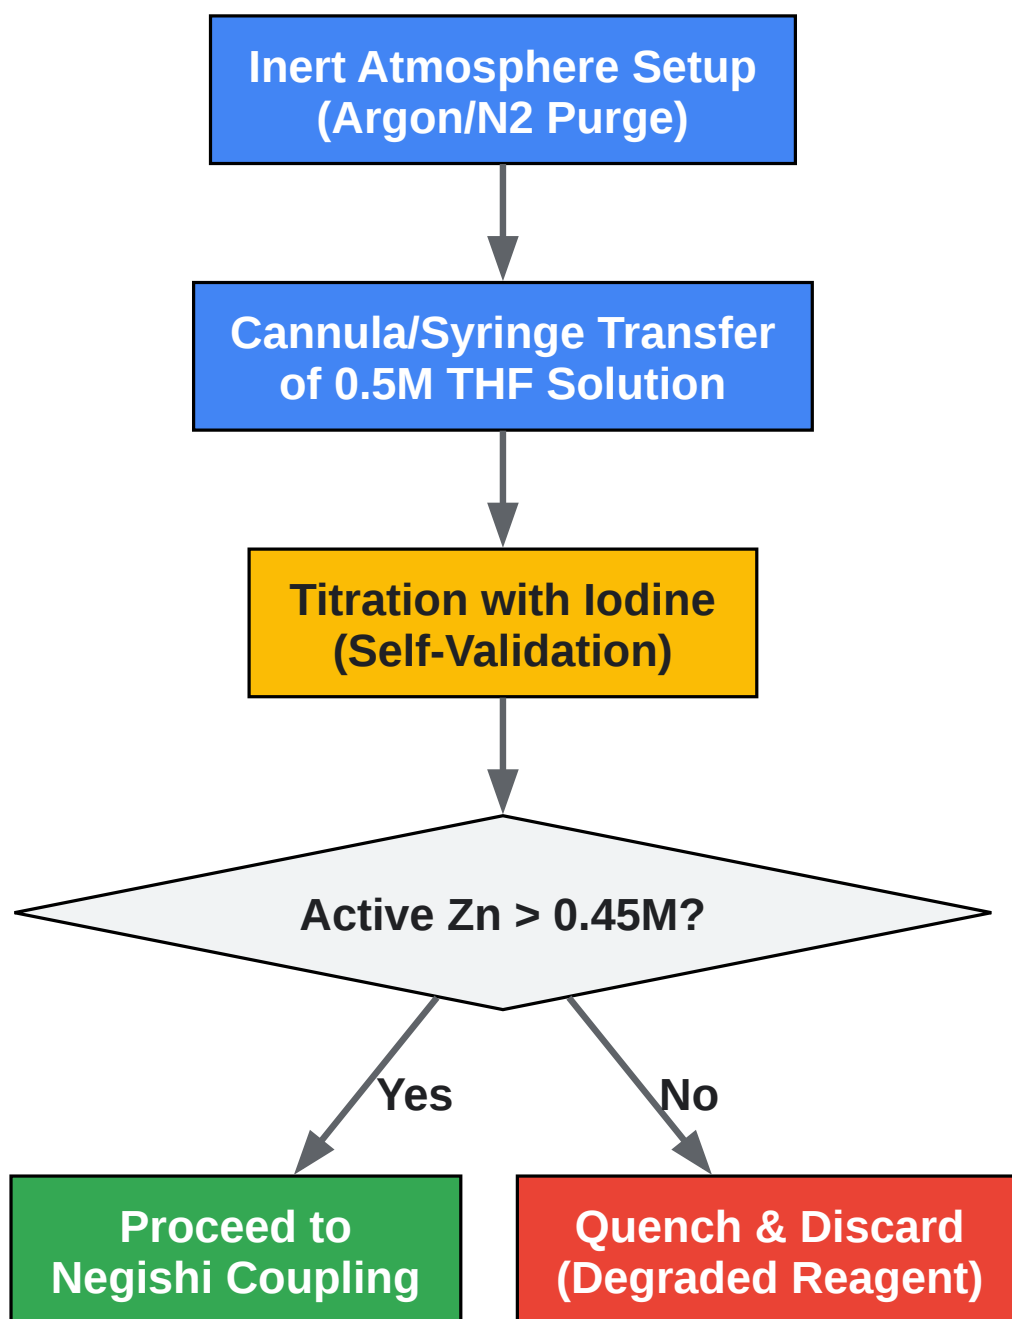 Inert Atmosphere Setup
(Argon/N2 Purge)
Cannula/Syringe Transfer
of 0.5M THF Solution
Titration with Iodine
(Self-Validation)
Active Zn > 0.45M?
Yes
No
Proceed to
Negishi Coupling
Quench & Discard
(Degraded Reagent)